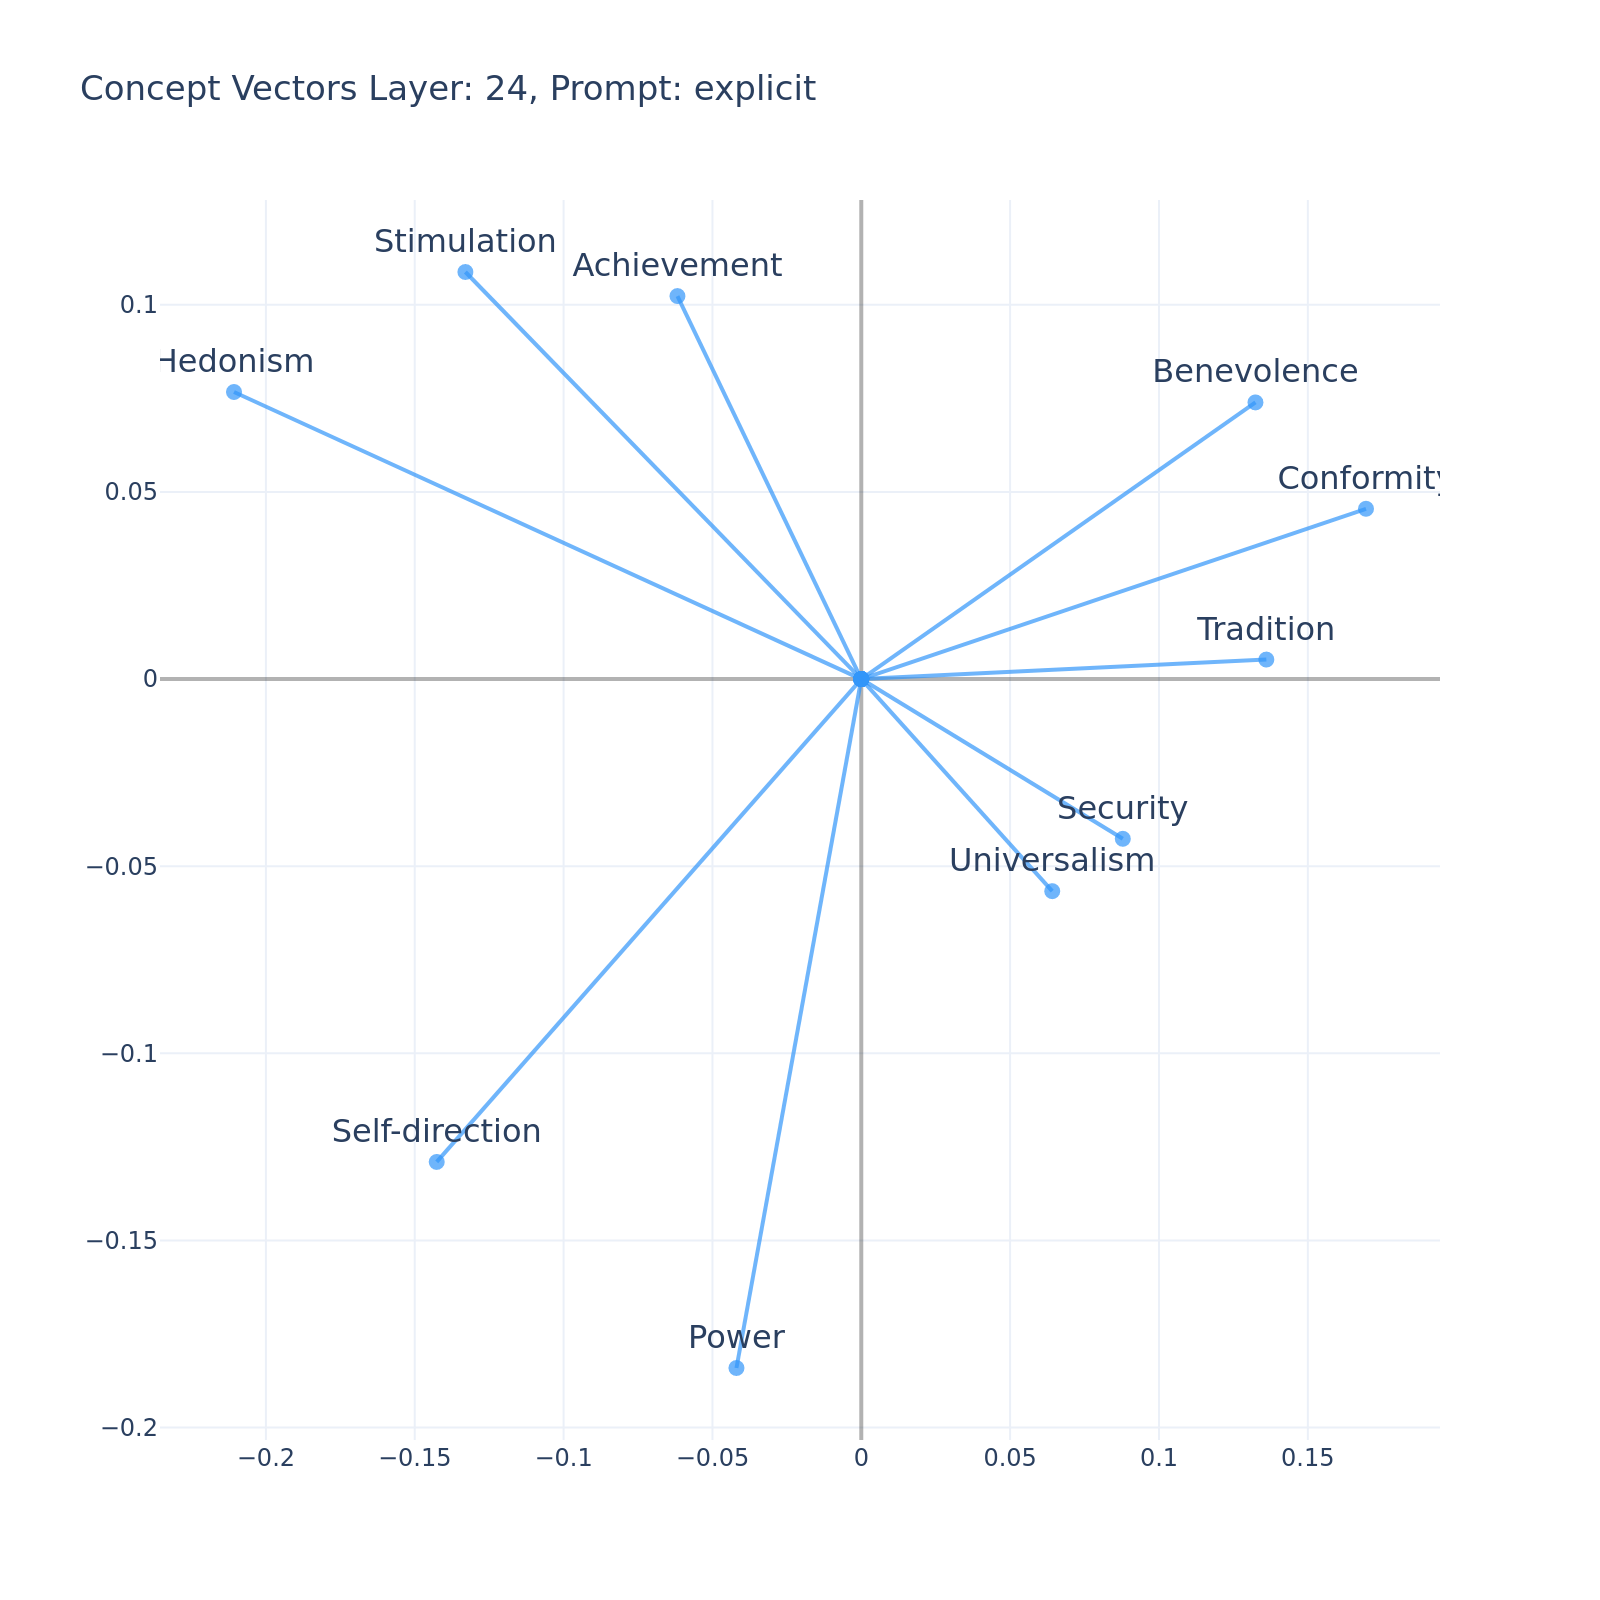 Concept Vectors Layer: 24, Prompt: explicit
Stimulation
Achievement
0.1
Hedonism
Benevolence
0.05
Conformity
Tradition
0
Security
Universalism
−0.05
−0.1
Self-direction
−0.15
Power
−0.2
−0.2 −0.15 −0.1 −0.05 0 0.05 0.1 0.15